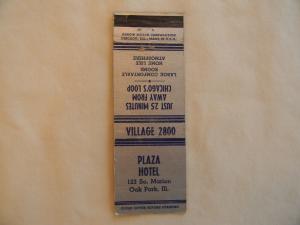 PLAZA
HOTEL
123 So. Marion
Oak Park, Ill.
VILLAGE 2800
JUST 25 MINUTES
AWAY FROM
CHICAGO'S LOOP
LARGE COMFORTABLE
ROOMS
HOME LIKE
ATMOSPHERE